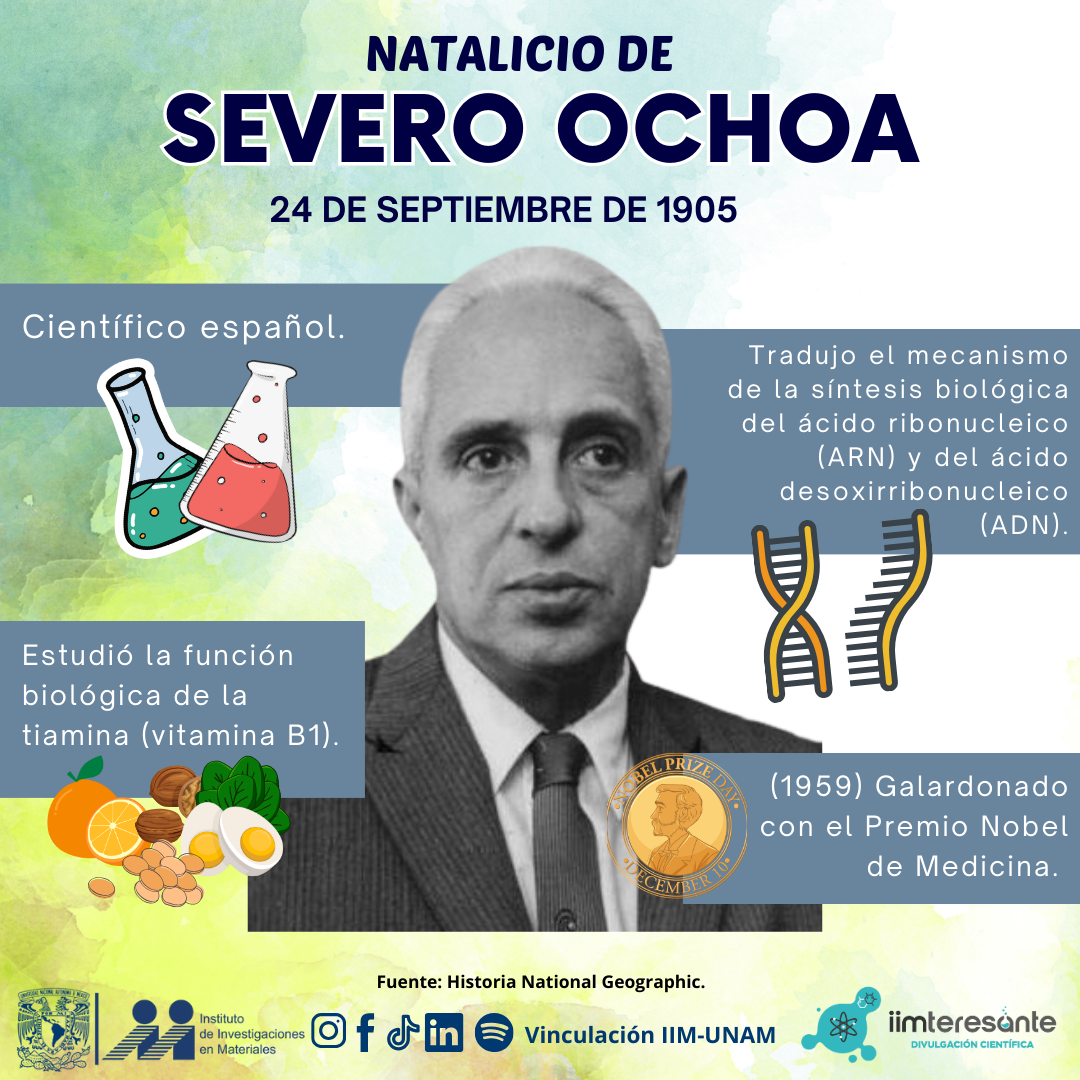 NATALICIO DE
SEVERO OCHOA
24 DE SEPTIEMBRE DE 1905
Científico español.
Tradujo el mecanismo
de la síntesis biológica
del ácido ribonucleico
(ARN) y del ácido
desoxirribonucleico
(ADN).
Estudió la función
biológica de la
tiamina (vitamina B1).
NOBEL PRIZE DAY
DECEMBER 10
(1959) Galardonado
con el Premio Nobel
de Medicina.
Fuente: Historia National Geographic.
Instituto
de Investigaciones
en Materiales
Vinculación IIM-UNAM
iimteresante
DIVULGACIÓN CIENTÍFICA